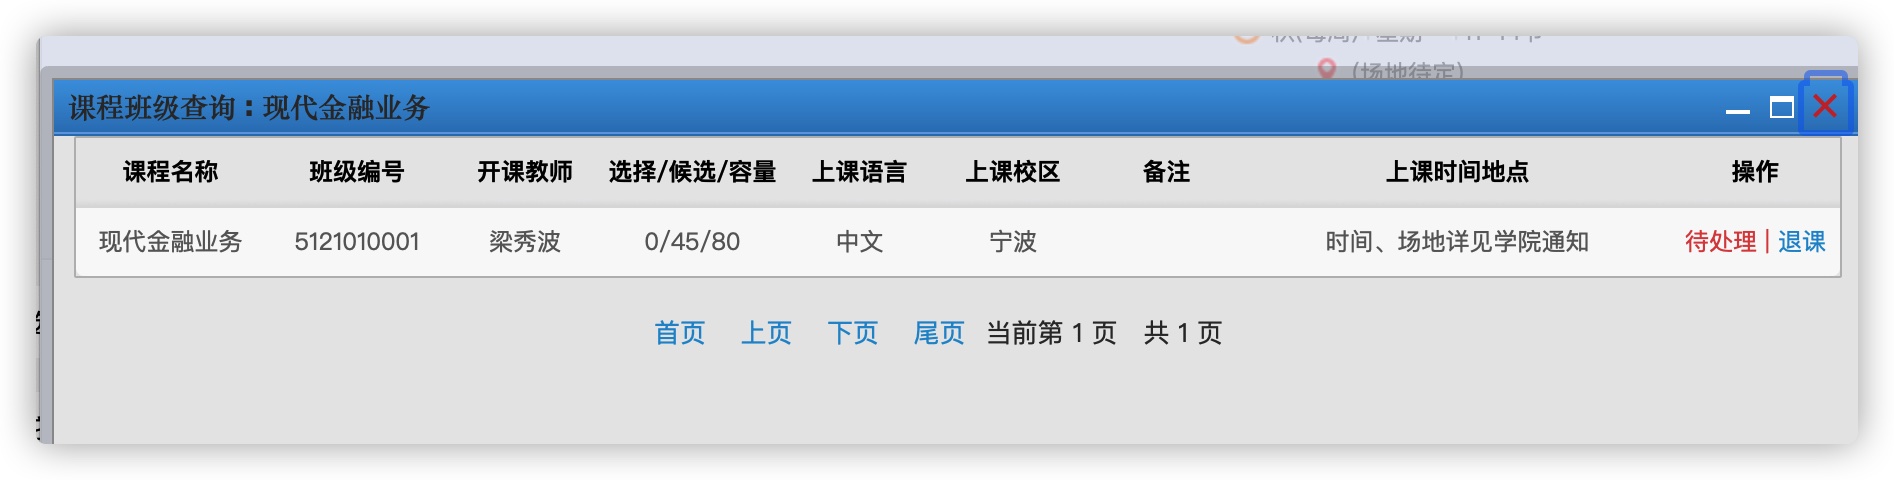 (场地待定)
课程班级查询：现代金融业务
课程名称 班级编号 开课教师 选择/候选/容量 上课语言 上课校区 备注 上课时间地点 操作
现代金融业务 5121010001 梁秀波 0/45/80 中文 宁波 时间、场地详见学院通知 待处理 | 退课
首页 上页 下页 尾页 当前第 1 页 共 1 页